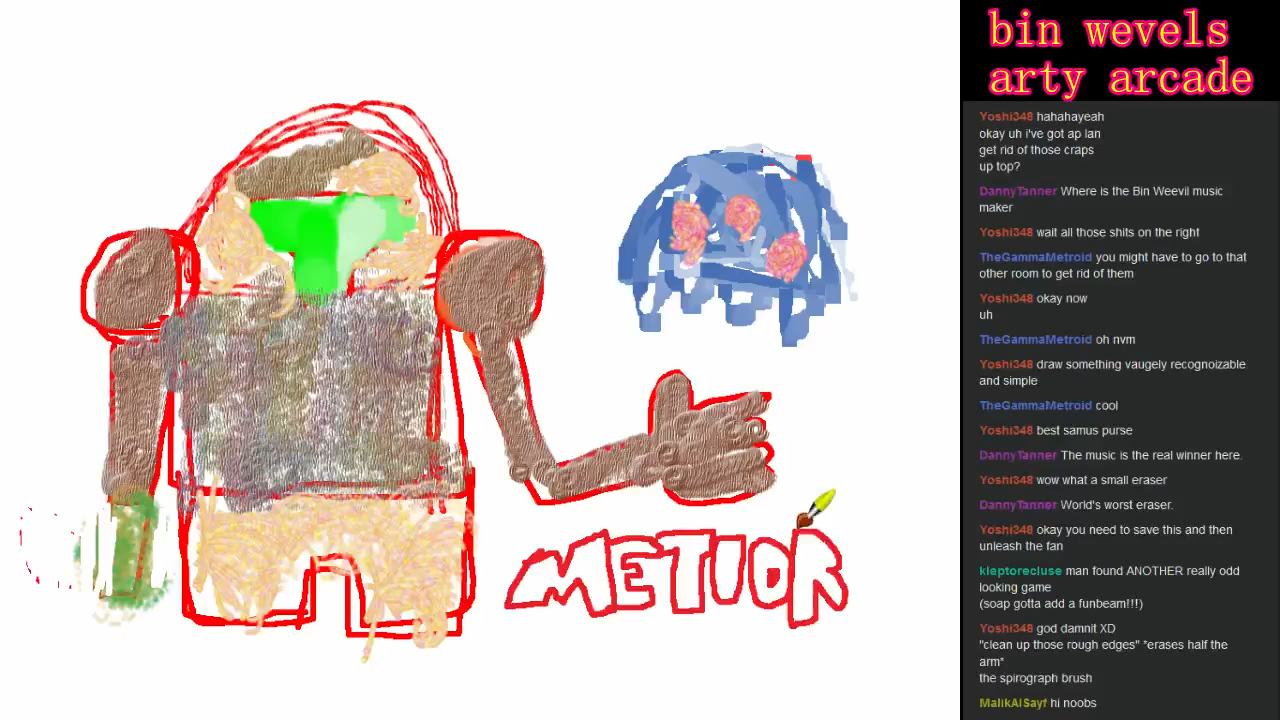 bin wevels
arty arcade
Yoshi348 hahahayeah
okay uh i've got ap lan
get rid of those craps
up top?
DannyTanner Where is the Bin Weevil music
maker
Yoshi348 wait all those shits on the right
TheGammaMetroid you might have to go to that
other room to get rid of them
Yoshi348 okay now
uh
TheGammaMetroid oh nvm
Yoshi348 draw something vaugely recognoizable
and simple
TheGammaMetroid cool
Yoshi348 best samus purse
DannyTanner The music is the real winner here.
Yoshi348 wow what a small eraser
DannyTanner World's worst eraser.
Yoshi348 okay you need to save this and then
unleash the fan
kleptorecluse man found ANOTHER really odd
looking game
(soap gotta add a funbeam!!!)
Yoshi348 god damnit XD
"clean up those rough edges" *erases half the
arm*
the spirograph brush
MalikAlSayf hi noobs
METIOR